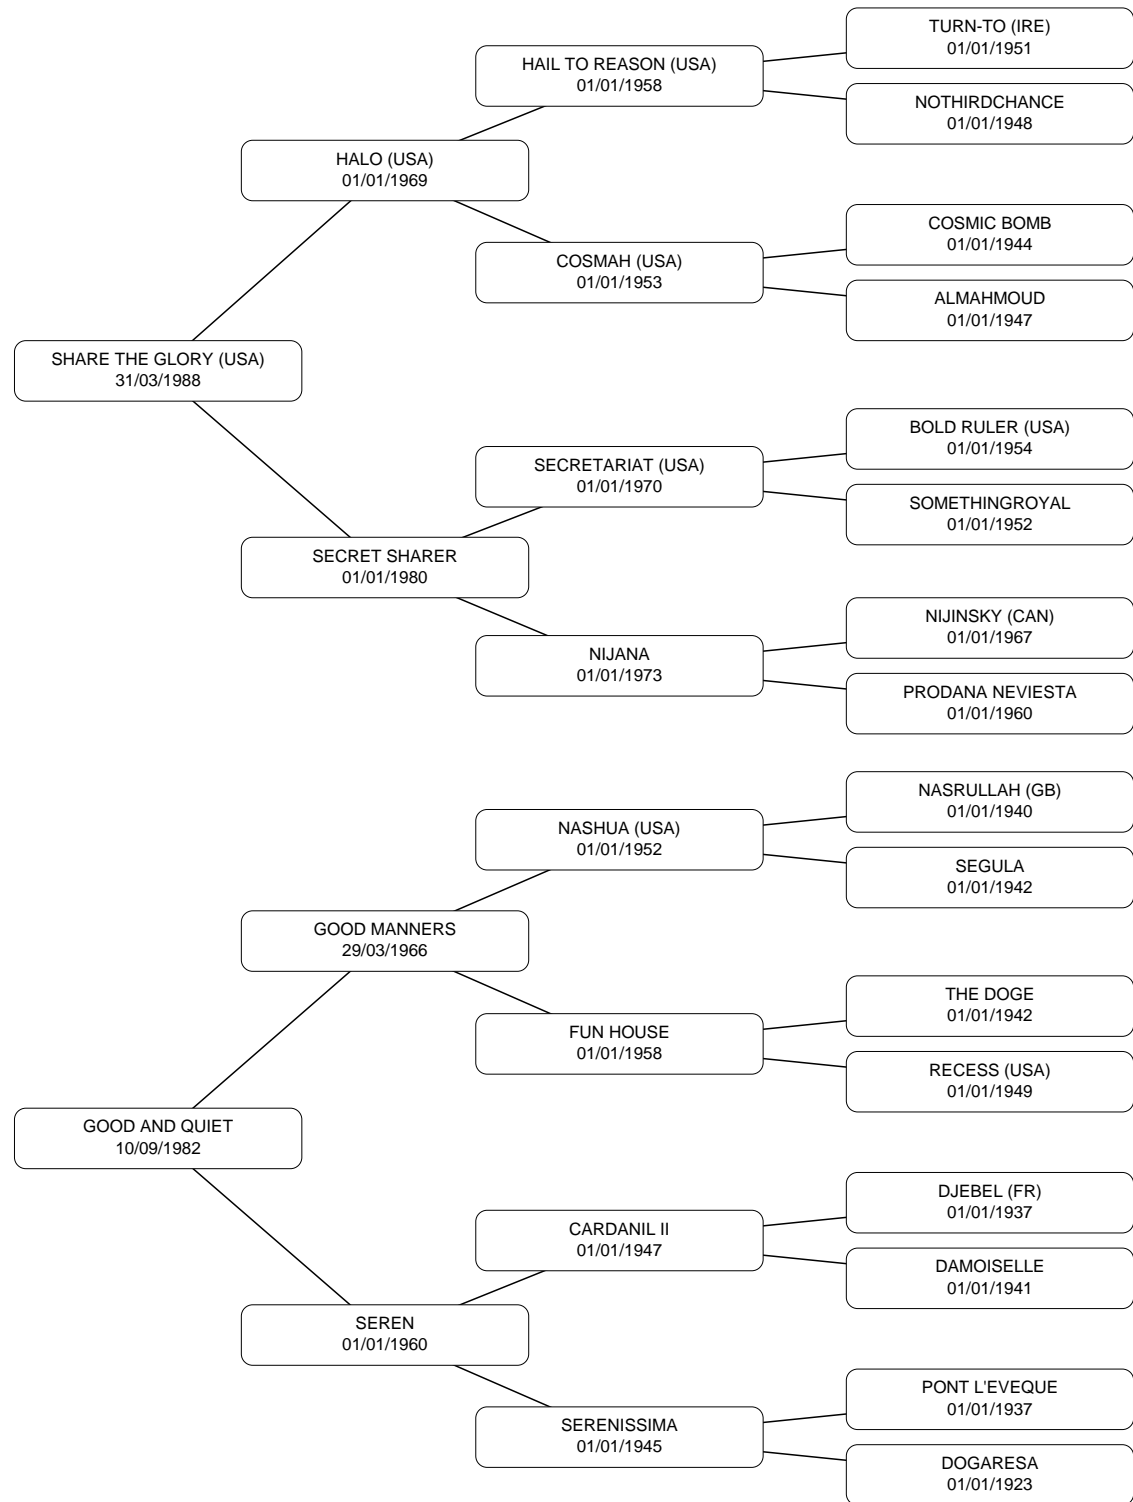 TURN-TO (IRE)
01/01/1951
HAIL TO REASON (USA)
01/01/1958
NOTHIRDCHANCE
01/01/1948
HALO (USA)
01/01/1969
COSMIC BOMB
01/01/1944
COSMAH (USA)
01/01/1953
ALMAHMOUD
01/01/1947
SHARE THE GLORY (USA)
31/03/1988
BOLD RULER (USA)
01/01/1954
SECRETARIAT (USA)
01/01/1970
SOMETHINGROYAL
01/01/1952
SECRET SHARER
01/01/1980
NIJINSKY (CAN)
01/01/1967
NIJANA
01/01/1973
PRODANA NEVIESTA
01/01/1960
NASRULLAH (GB)
01/01/1940
NASHUA (USA)
01/01/1952
SEGULA
01/01/1942
GOOD MANNERS
29/03/1966
THE DOGE
01/01/1942
FUN HOUSE
01/01/1958
RECESS (USA)
01/01/1949
GOOD AND QUIET
10/09/1982
DJEBEL (FR)
01/01/1937
CARDANIL II
01/01/1947
DAMOISELLE
01/01/1941
SEREN
01/01/1960
PONT L'EVEQUE
01/01/1937
SERENISSIMA
01/01/1945
DOGARESA
01/01/1923